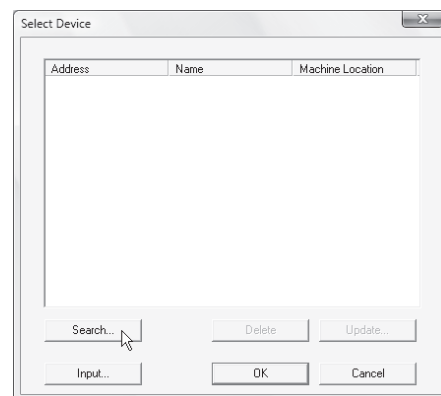 Select Device
Address Name Machine Location
Search... Delete Update...
Input... OK Cancel